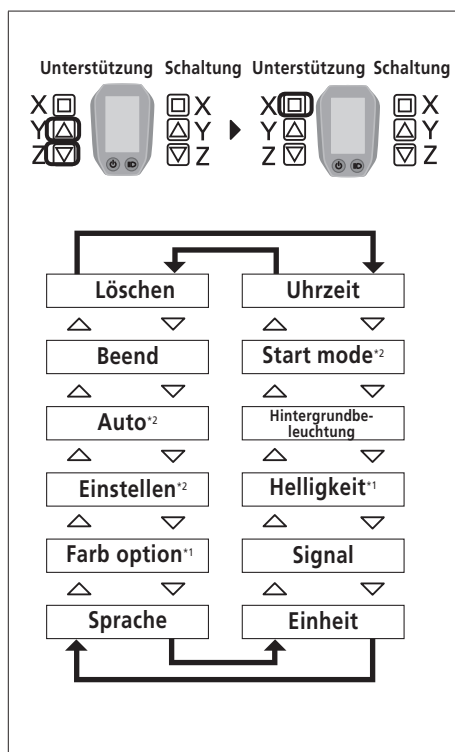 Unterstützung Schaltung Unterstützung Schaltung
X X X X
Y Y Y Y
Z Z Z Z
Löschen Uhrzeit
Beend Start mode*2
Auto*2 Hintergrundbe-
leuchtung
Einstellen*2 Helligkeit*1
Farb option*1 Signal
Sprache Einheit